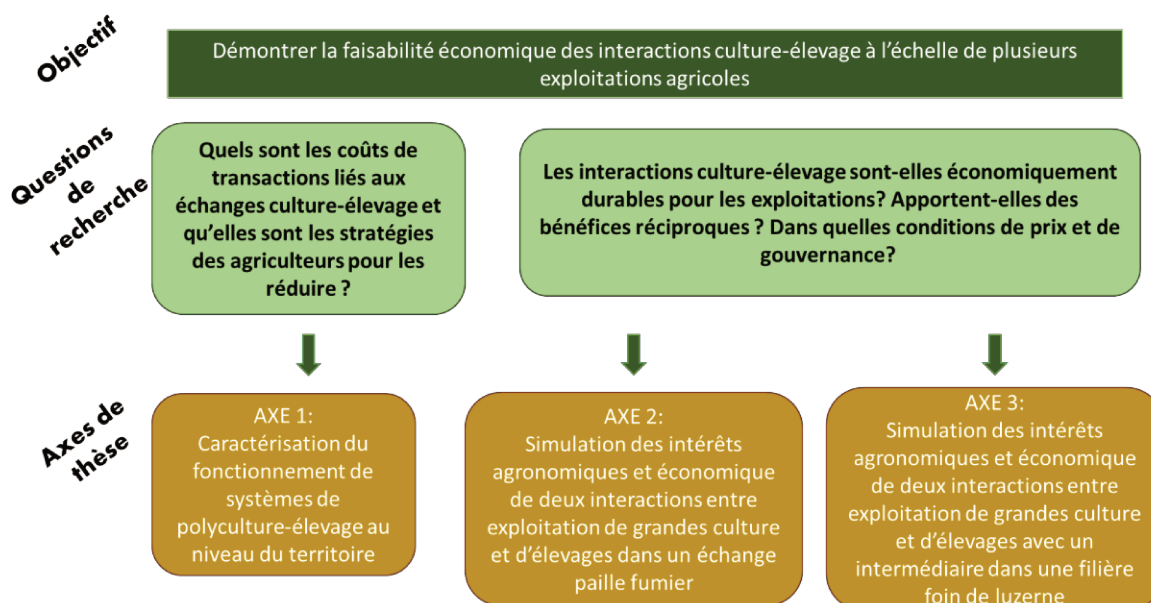 Objectif
Démontrer la faisabilité économique des interactions culture-élevage à l'échelle de plusieurs
exploitations agricoles
Questions
de
recherche
Quels sont les coûts de
transactions liés aux
échanges culture-élevage et
qu'elles sont les stratégies
des agriculteurs pour les
réduire ?
Les interactions culture-élevage sont-elles économiquement
durables pour les exploitations? Apportent-elles des
bénéfices réciproques ? Dans quelles conditions de prix et de
gouvernance?
Axes de
thèse
AXE 1:
Caractérisation du
fonctionnement de
systèmes de
polyculture-élevage au
niveau du territoire
AXE 2:
Simulation des intérêts
agronomiques et économique
de deux interactions entre
exploitation de grandes culture
et d'élevages dans un échange
paille fumier
AXE 3:
Simulation des intérêts
agronomiques et économique
de deux interactions entre
exploitation de grandes culture
et d'élevages avec un
intermédiaire dans une filière
foin de luzerne